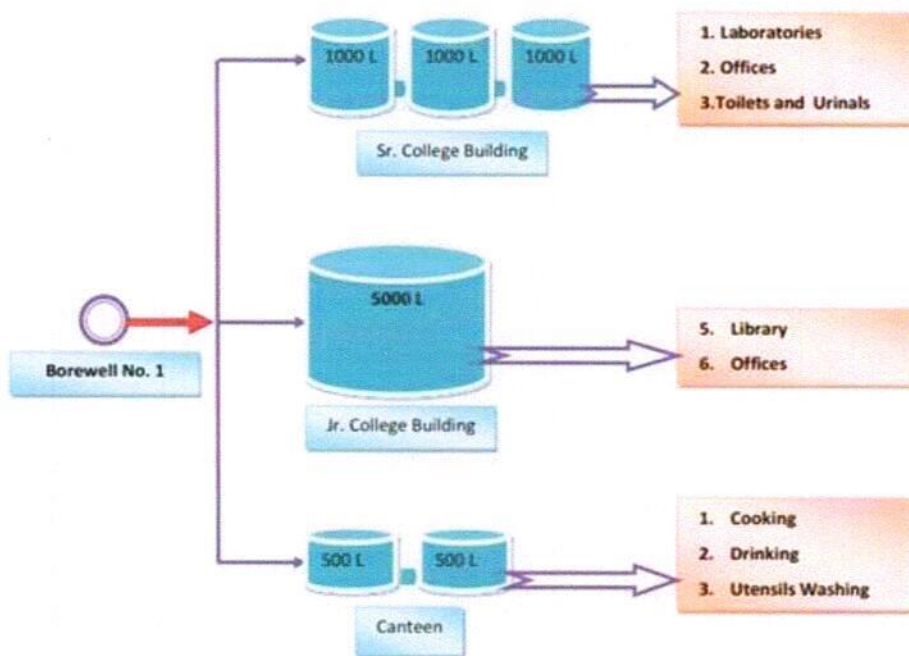 1000 L 1000 L 1000 L
1. Laboratories
2. Offices
3.Toilets and Urinals
Sr. College Building
5000 L
5. Library
6. Offices
Borewell No. 1
Jr. College Building
500 L 500 L
1. Cooking
2. Drinking
3. Utensils Washing
Canteen